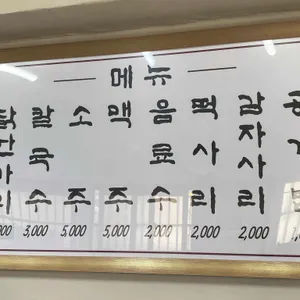 메뉴
칼국수 3,000
소주 5,000
맥주 5,000
음료수 2,000
떡사리 2,000
감자사리 2,000